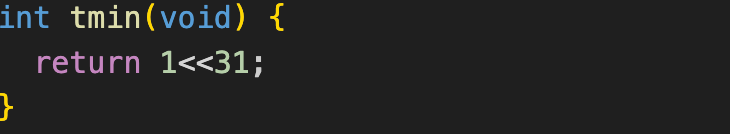 int tmin(void) {
  return 1<<31;
}